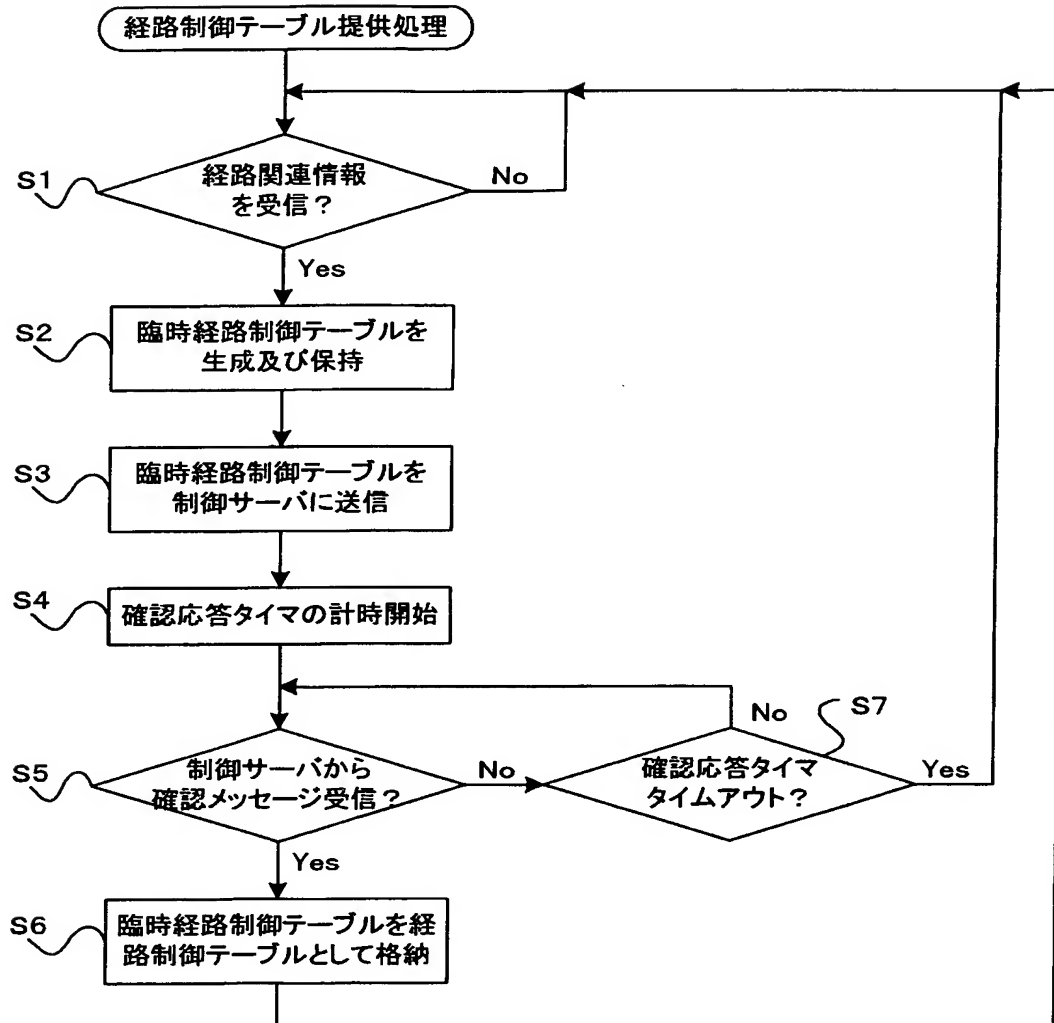 経路制御テーブル提供処理
S1
経路関連情報
を受信？
No
Yes
S2
臨時経路制御テーブルを
生成及び保持
S3
臨時経路制御テーブルを
制御サーバに送信
S4
確認応答タイマの計時開始
S5
制御サーバから
確認メッセージ受信？
No
Yes
S7
No
確認応答タイマ
タイムアウト？
Yes
S6
臨時経路制御テーブルを経
路制御テーブルとして格納